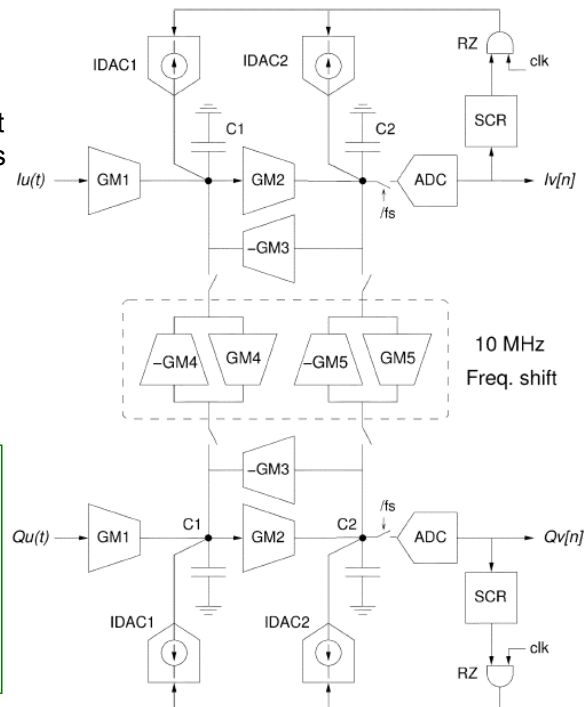 RZ
clk
IDAC1
IDAC2
SCR
C1
C2
t
s
Iu(t)
GM1
GM2
ADC
Iv[n]
/fs
−GM3
−GM4
GM4
−GM5
GM5
10 MHz
Freq. shift
−GM3
/fs
Qu(t)
GM1
C1
GM2
C2
ADC
Qv[n]
SCR
IDAC1
IDAC2
clk
RZ